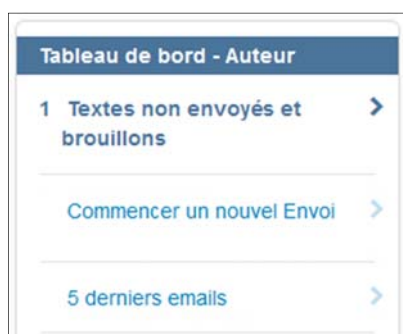 Tableau de bord - Auteur
1 Textes non envoyés et
brouillons
Commencer un nouvel Envoi
5 derniers emails